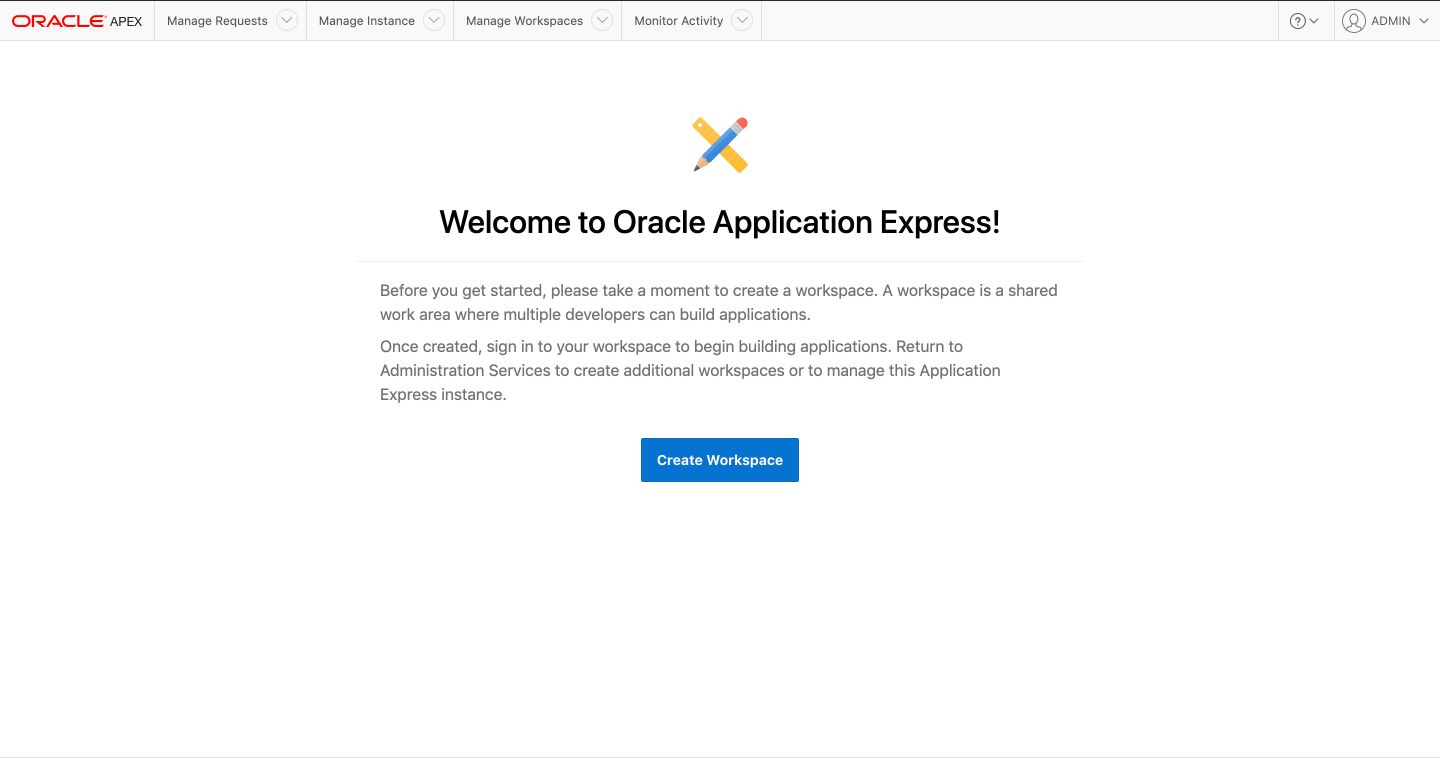 ORACLE APEX Manage Requests Manage Instance Manage Workspaces Monitor Activity ? ADMIN
Welcome to Oracle Application Express!
Before you get started, please take a moment to create a workspace. A workspace is a shared
work area where multiple developers can build applications.
Once created, sign in to your workspace to begin building applications. Return to
Administration Services to create additional workspaces or to manage this Application
Express instance.
Create Workspace